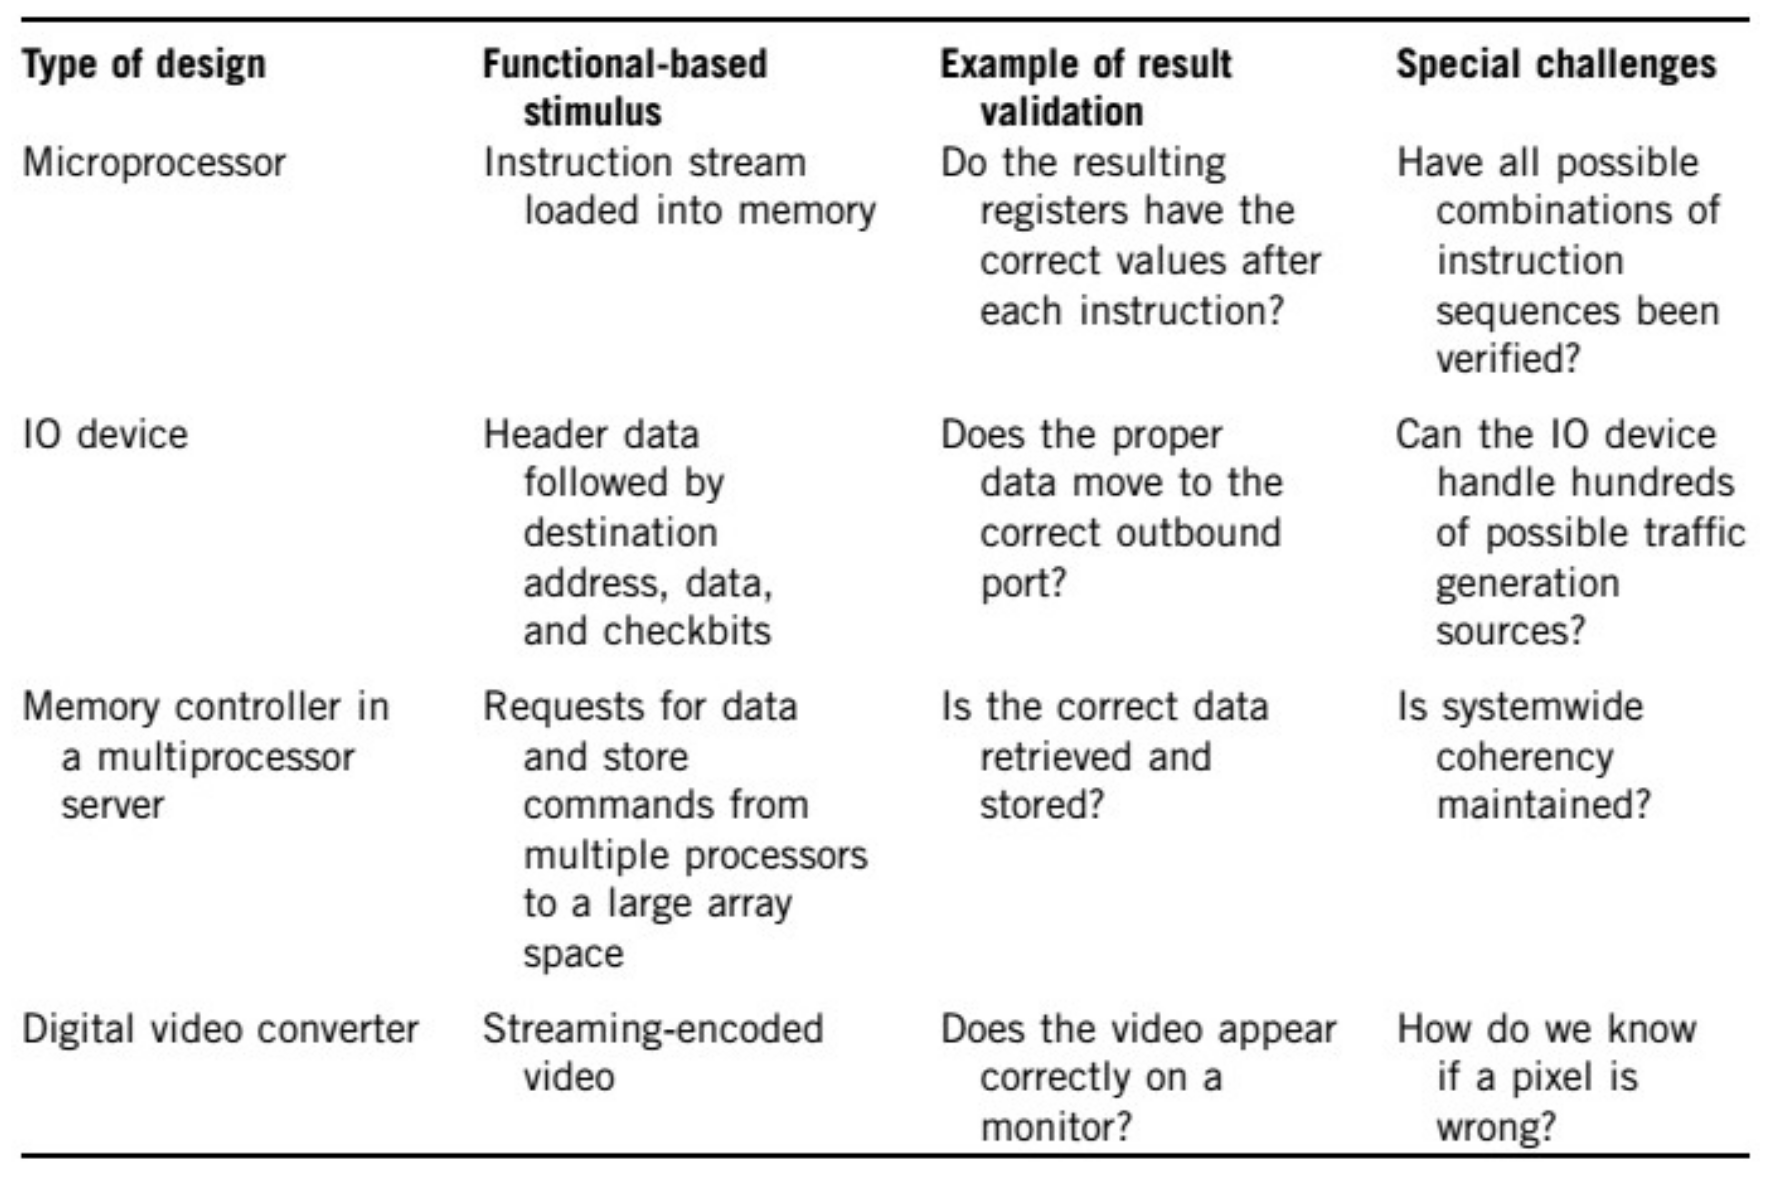 Type of design
Functional-based
stimulus
Example of result
validation
Special challenges
Microprocessor
Instruction stream
loaded into memory
Do the resulting
registers have the
correct values after
each instruction?
Have all possible
combinations of
instruction
sequences been
verified?
IO device
Header data
followed by
destination
address, data,
and checkbits
Does the proper
data move to the
correct outbound
port?
Can the IO device
handle hundreds
of possible traffic
generation
sources?
Memory controller in
a multiprocessor
server
Requests for data
and store
commands from
multiple processors
to a large array
space
Is the correct data
retrieved and
stored?
Is systemwide
coherency
maintained?
Digital video converter
Streaming-encoded
video
Does the video appear
correctly on a
monitor?
How do we know
if a pixel is
wrong?